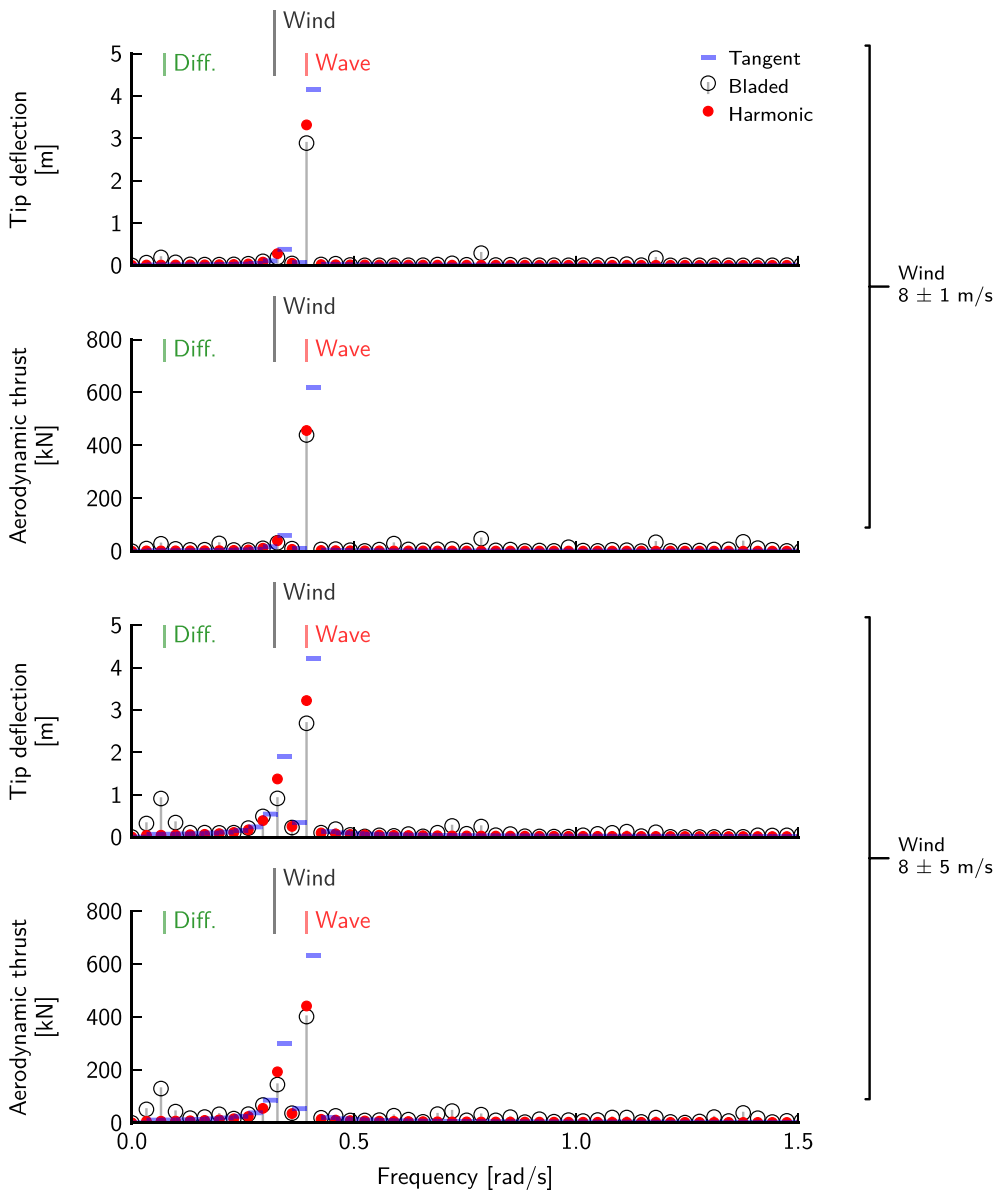 Wind
Diff.
Wave
Tangent
Bladed
Harmonic
5
4
3
2
1
0
Tip deflection
[m]
Wind
Diff.
Wave
800
600
400
200
0
Aerodynamic thrust
[kN]
Wind
8 ± 1 m/s
Wind
Diff.
Wave
5
4
3
2
1
0
Tip deflection
[m]
Wind
Diff.
Wave
800
600
400
200
0
Aerodynamic thrust
[kN]
Wind
8 ± 5 m/s
0.0
0.5
1.0
1.5
Frequency [rad/s]